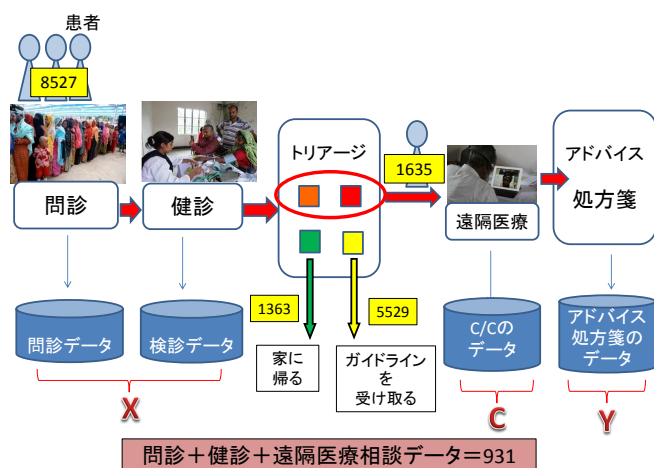 患者
8527
問診
健診
トリアージ
1635
遠隔医療
アドバイス
処方箋
1363
5529
家に
帰る
ガイドライン
を
受け取る
問診データ
検診データ
C/Cの
データ
アドバイス
処方箋の
データ
X
C
Y
問診＋健診＋遠隔医療相談データ＝931